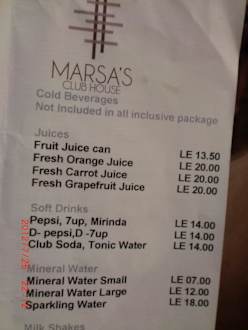 MARSA'S
CLUB HOUSE
Cold Beverages
Not Included in all inclusive package
Juices
Fruit Juice can LE 13.50
Fresh Orange Juice LE 20.00
Fresh Carrot Juice LE 20.00
Fresh Grapefruit Juice LE 20.00
Soft Drinks
Pepsi, 7up, Mirinda LE 14.00
D- pepsi,D -7up LE 14.00
Club Soda, Tonic Water LE 14.00
Mineral Water
Mineral Water Small LE 07.00
Mineral Water Large LE 12.00
Sparkling Water LE 18.00
Milk Shakes